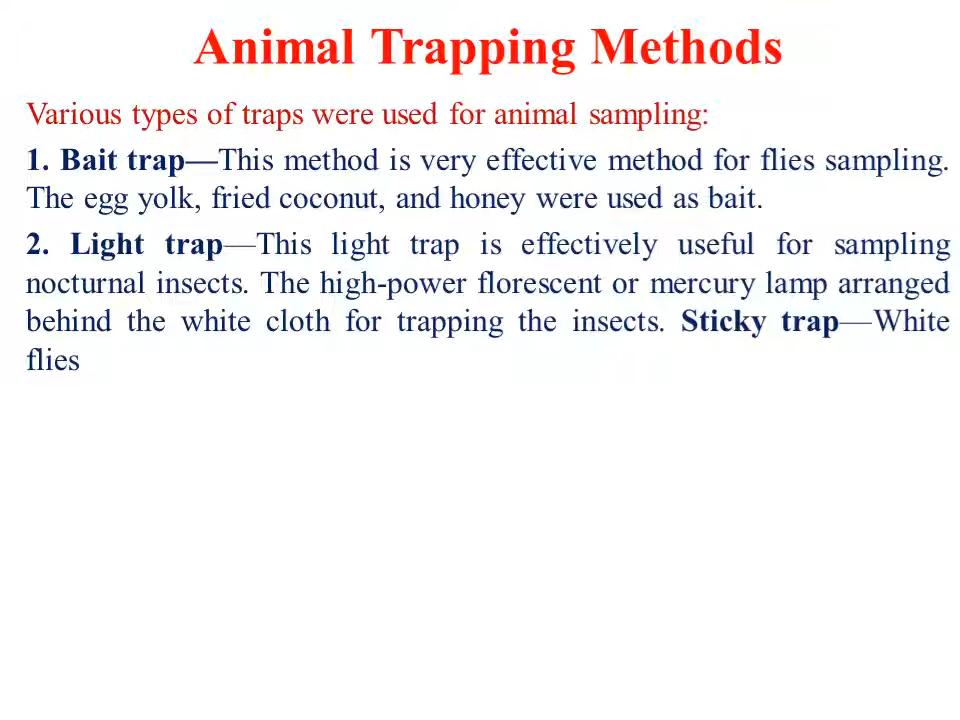 Animal Trapping Methods
Various types of traps were used for animal sampling:
1. Bait trap—This method is very effective method for flies sampling.
The egg yolk, fried coconut, and honey were used as bait.
2. Light trap—This light trap is effectively useful for sampling
nocturnal insects. The high-power florescent or mercury lamp arranged
behind the white cloth for trapping the insects. Sticky trap—White
flies